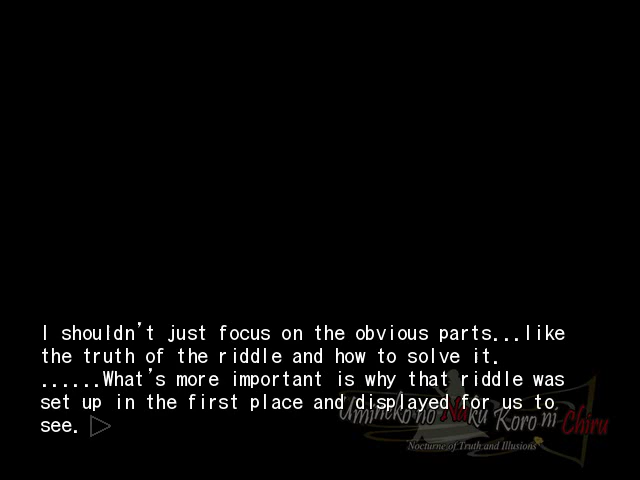 I shouldn't just focus on the obvious parts...like
the truth of the riddle and how to solve it.
......What's more important is why that riddle was
set up in the first place and displayed for us to
see.
Umineko no Naku Koro ni Chiru
Nocturne of Truth and Illusions